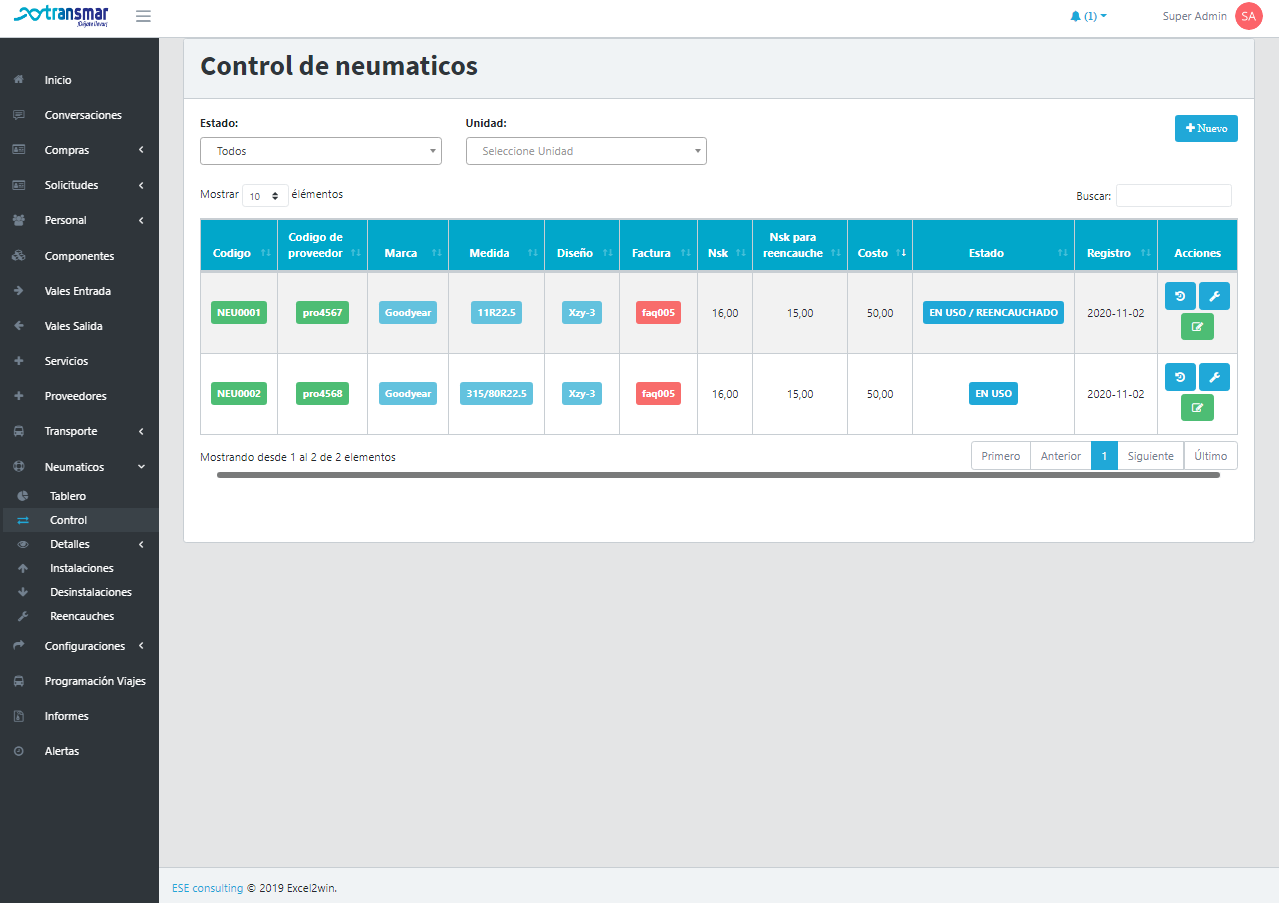 transmar
¡Déjate llevar!
(1)
Super Admin
SA
Inicio
Conversaciones
Compras
Solicitudes
Personal
Componentes
Vales Entrada
Vales Salida
Servicios
Proveedores
Transporte
Neumaticos
Tablero
Control
Detalles
Instalaciones
Desinstalaciones
Reencauches
Configuraciones
Programación Viajes
Informes
Alertas
Control de neumaticos
Estado:
Unidad:
Todos
Seleccione Unidad
Nuevo
Mostrar 10 élémentos
Buscar:
Codigo
Codigo de
proveedor
Marca
Medida
Diseño
Factura
Nsk
Nsk para
reencauche
Costo
Estado
Registro
Acciones
NEU0001 pro4567 Goodyear 11R22.5 Xzy-3 faq005 16,00 15,00 50,00 EN USO / REENCAUCHADO 2020-11-02
NEU0002 pro4568 Goodyear 315/80R22.5 Xzy-3 faq005 16,00 15,00 50,00 EN USO 2020-11-02
Mostrando desde 1 al 2 de 2 elementos
Primero Anterior 1 Siguiente Último
ESE consulting © 2019 Excel2win.